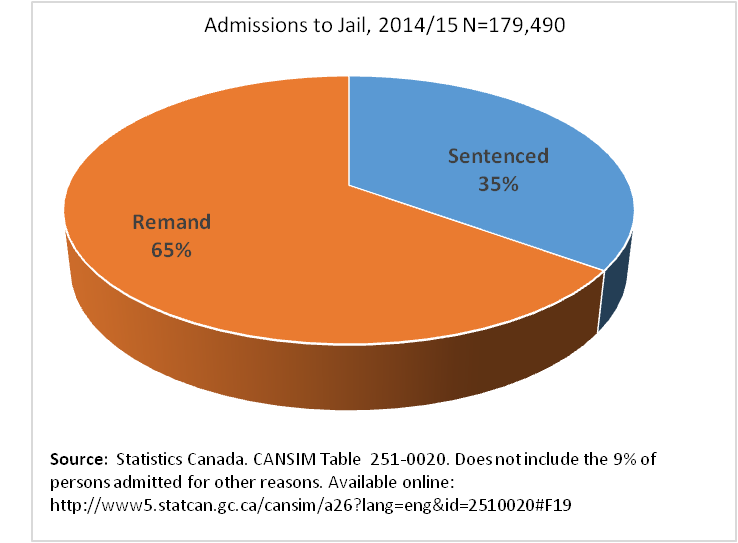 Admissions to Jail, 2014/15 N=179,490
Sentenced
35%
Remand
65%
Source: Statistics Canada. CANSIM Table 251-0020. Does not include the 9% of
persons admitted for other reasons. Available online:
http://www5.statcan.gc.ca/cansim/a26?lang=eng&id=2510020#F19